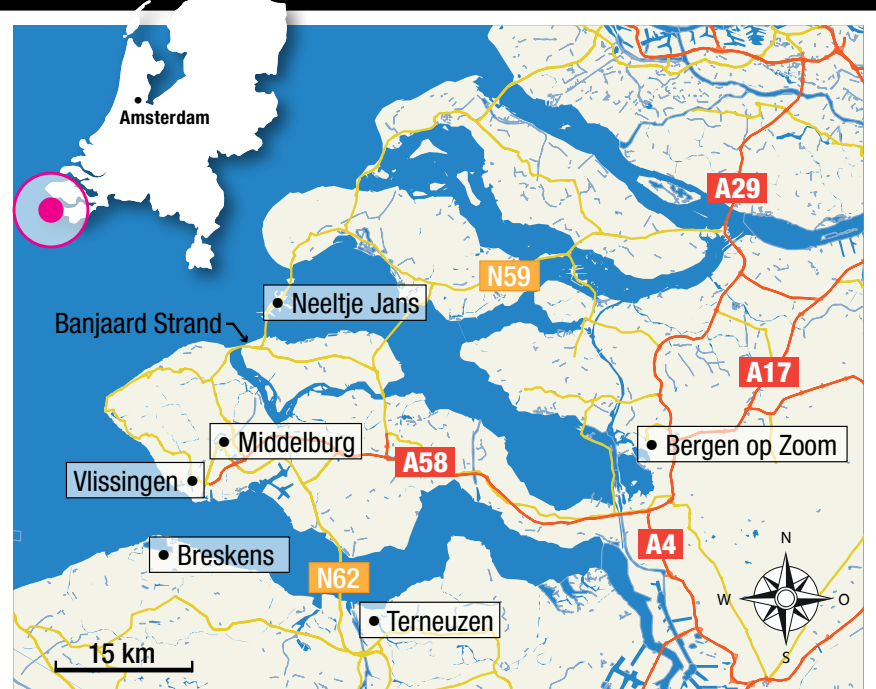 Amsterdam
A29
N59
Neeltje Jans
Banjaard Strand
A17
Middelburg
Bergen op Zoom
A58
Vlissingen
A4
N
Breskens
N62
W
O
Terneuzen
S
15 km